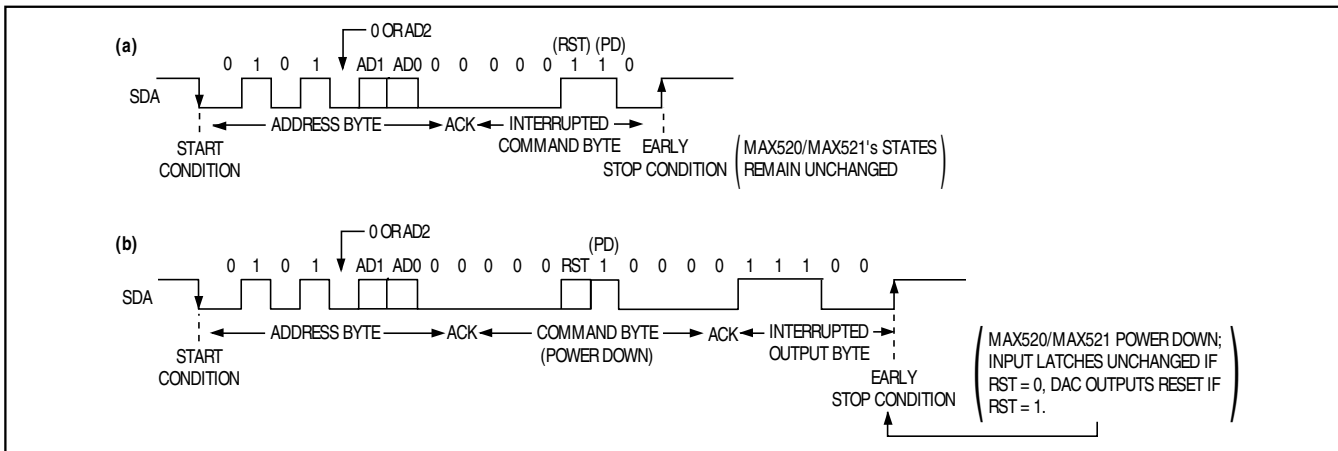 (a)
0 OR AD2
(RST) (PD)
0 1 0 1 AD1 AD0 0 0 0 0 0 1 1 0
SDA
ADDRESS BYTE ACK INTERRUPTED
COMMAND BYTE
START
CONDITION
EARLY
STOP CONDITION
(MAX520/MAX521's STATES
REMAIN UNCHANGED)
(b)
0 OR AD2
(PD)
0 1 0 1 AD1 AD0 0 0 0 0 0 RST 1 0 0 0 0 1 1 1 0 0
SDA
ADDRESS BYTE ACK COMMAND BYTE
(POWER DOWN)
ACK INTERRUPTED
OUTPUT BYTE
START
CONDITION
EARLY
STOP CONDITION
(MAX520/MAX521 POWER DOWN;
INPUT LATCHES UNCHANGED IF
RST = 0, DAC OUTPUTS RESET IF
RST = 1.)